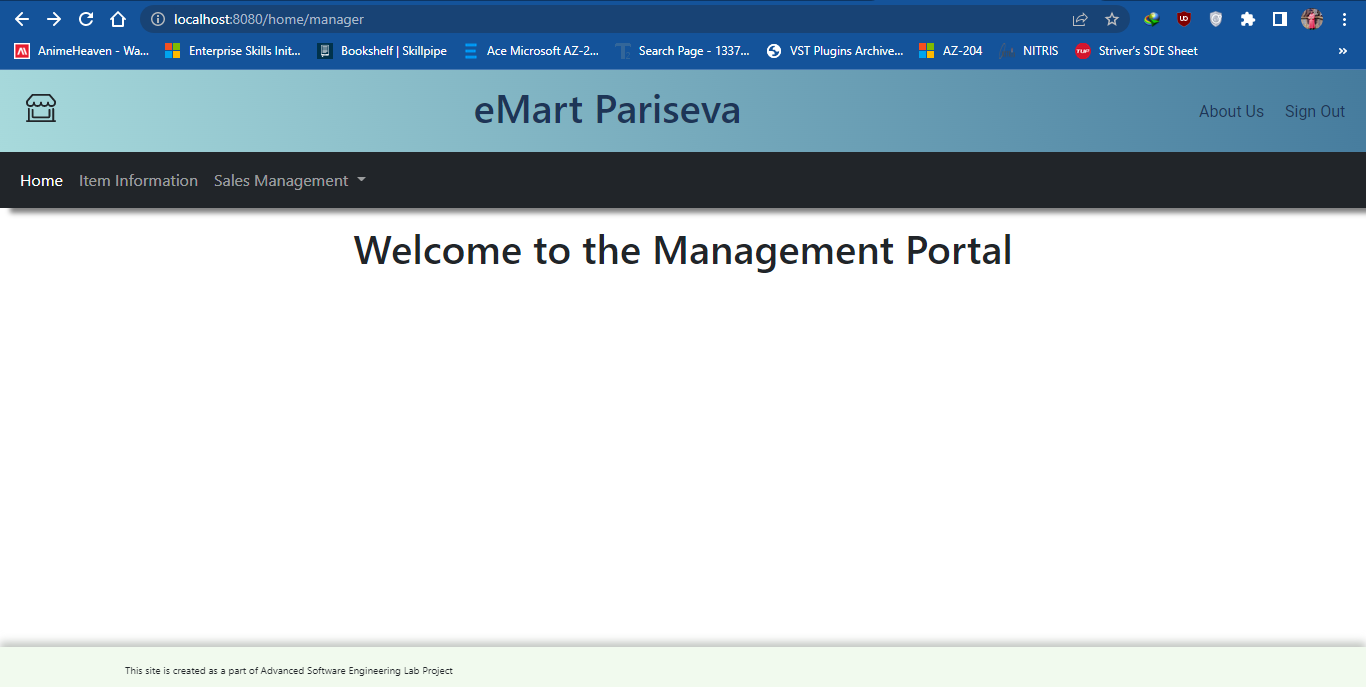 localhost:8080/home/manager
AnimeHeaven - Wa... Enterprise Skills Init... Bookshelf | Skillpipe Ace Microsoft AZ-2... Search Page - 1337... VST Plugins Archive... AZ-204 NITRIS TUF Striver's SDE Sheet »
eMart Pariseva
About Us Sign Out
Home Item Information Sales Management
Welcome to the Management Portal
This site is created as a part of Advanced Software Engineering Lab Project